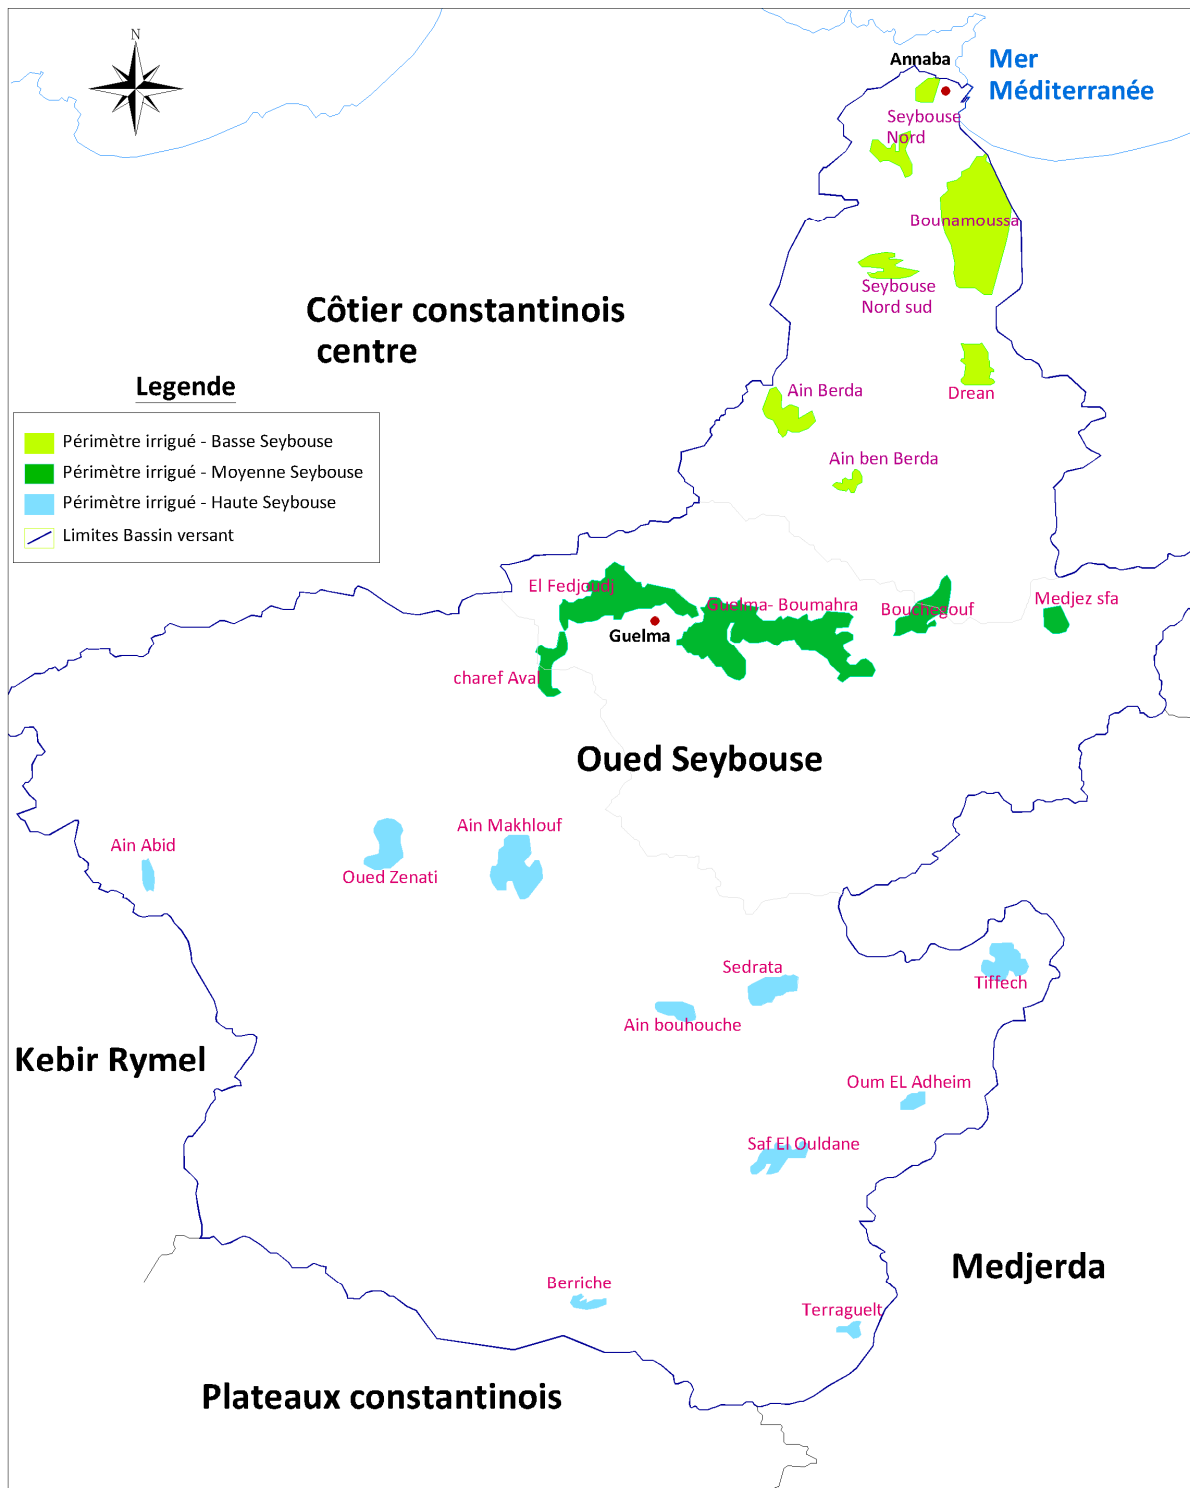 N
Annaba
Mer
Méditerranée
Seybouse
Nord
Bounamoussa
Seybouse
Nord sud
Côtier constantinois
centre
Drean
Ain Berda
Ain ben Berda
Legende
Périmètre irrigué - Basse Seybouse
Périmètre irrigué - Moyenne Seybouse
Périmètre irrigué - Haute Seybouse
Limites Bassin versant
El Fedjoudj
Guelma- Boumahra
Bouchegouf
Medjez sfa
Guelma
charef Aval
Oued Seybouse
Ain Abid
Oued Zenati
Ain Makhlouf
Sedrata
Tiffech
Ain bouhouche
Kebir Rymel
Oum EL Adheim
Saf El Ouldane
Medjerda
Berriche
Terraguelt
Plateaux constantinois